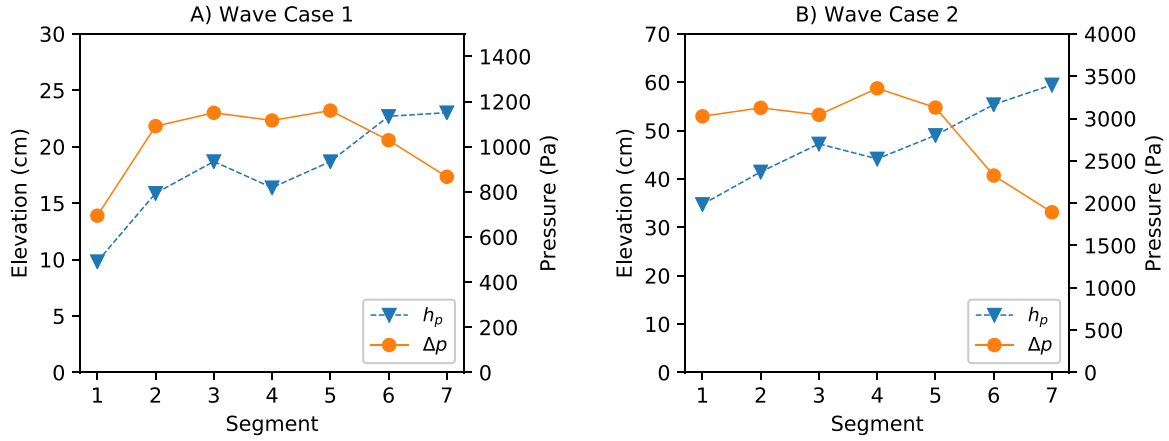 A) Wave Case 1
30
25
20
15
10
5
0
Elevation (cm)
1400
1200
1000
800
600
400
200
0
Pressure (Pa)
1 2 3 4 5 6 7
Segment
h_p
Δp
B) Wave Case 2
70
60
50
40
30
20
10
0
Elevation (cm)
4000
3500
3000
2500
2000
1500
1000
500
0
Pressure (Pa)
1 2 3 4 5 6 7
Segment
h_p
Δp